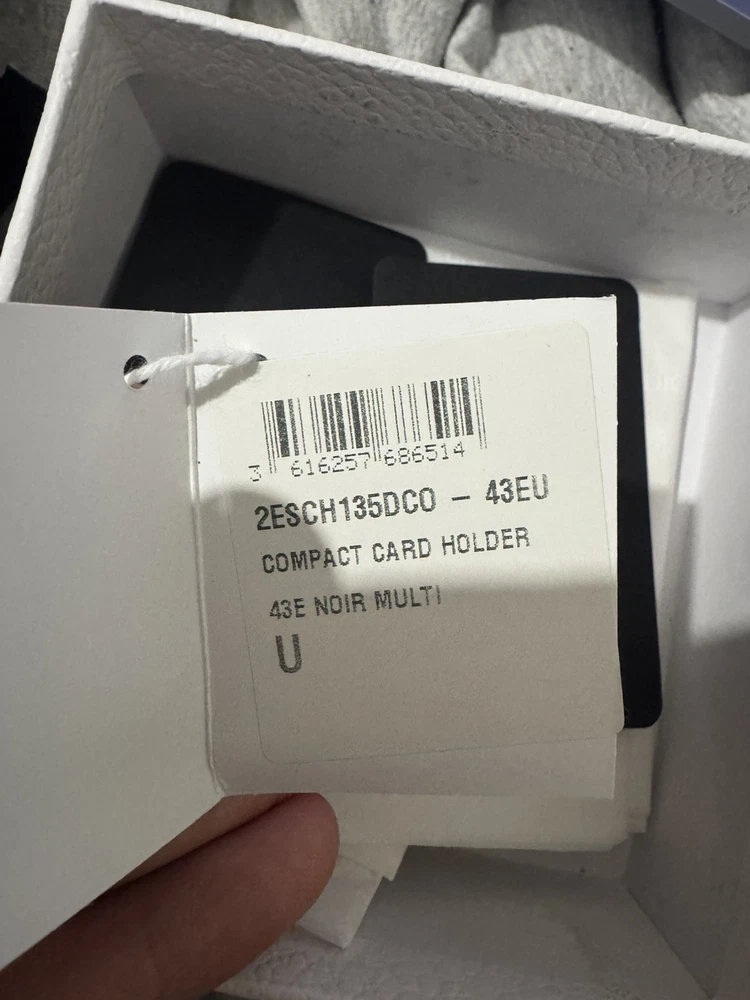 3 616257 686514
2ESCH135DCO – 43EU
COMPACT CARD HOLDER
43E NOIR MULTI
U